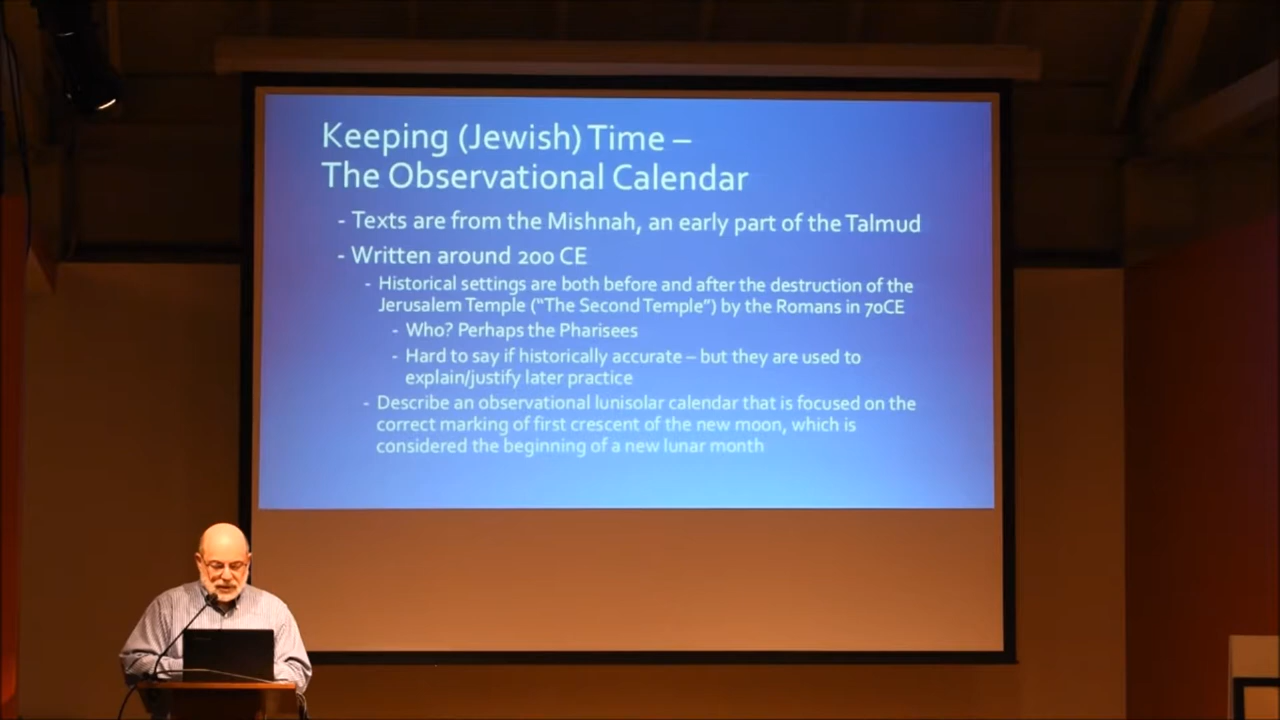 Keeping (Jewish) Time –
The Observational Calendar
- Texts are from the Mishnah, an early part of the Talmud
- Written around 200 CE
- Historical settings are both before and after the destruction of the
Jerusalem Temple (“The Second Temple”) by the Romans in 70CE
- Who? Perhaps the Pharisees
- Hard to say if historically accurate – but they are used to
explain/justify later practice
- Describe an observational lunisolar calendar that is focused on the
correct marking of first crescent of the new moon, which is
considered the beginning of a new lunar month